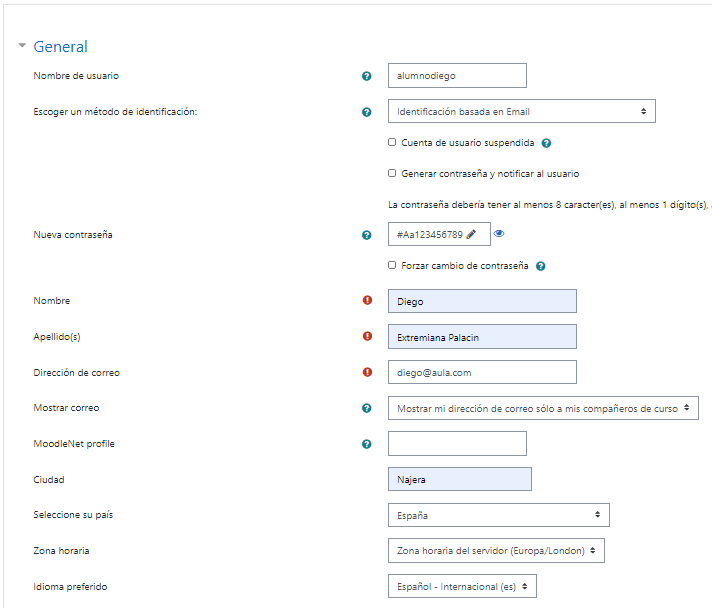 General
Nombre de usuario alumnodiego
Escoger un método de identificación: Identificación basada en Email
Cuenta de usuario suspendida
Generar contraseña y notificar al usuario
La contraseña debería tener al menos 8 caracter(es), al menos 1 dígito(s),
Nueva contraseña #Aa123456789
Forzar cambio de contraseña
Nombre Diego
Apellido(s) Extremiana Palacin
Dirección de correo diego@aula.com
Mostrar correo Mostrar mi dirección de correo sólo a mis compañeros de curso
MoodleNet profile
Ciudad Najera
Seleccione su país España
Zona horaria Zona horaria del servidor (Europa/London)
Idioma preferido Español - Internacional (es)